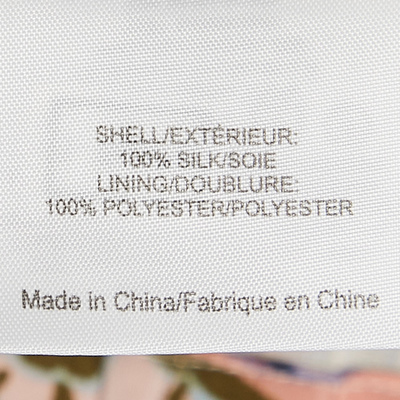 SHELL/EXTÉRIEUR:
100% SILK/SOIE
LINING/DOUBLURE:
100% POLYESTER/POLYESTER
Made in China/Fabrique en Chine